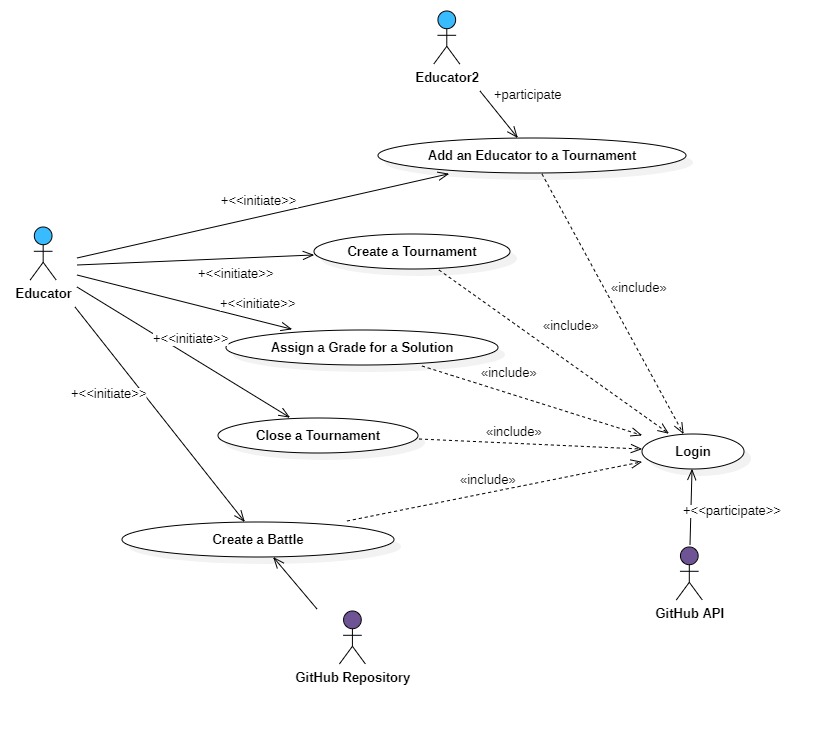 Educator2
+participate
Add an Educator to a Tournament
+<<initiate>>
Create a Tournament
+<<initiate>>
Educator
«include»
+<<initiate>>
«include»
+<<initiate>>
Assign a Grade for a Solution
«include»
+<<initiate>>
Close a Tournament
«include»
Login
«include»
+<<participate>>
Create a Battle
GitHub API
GitHub Repository